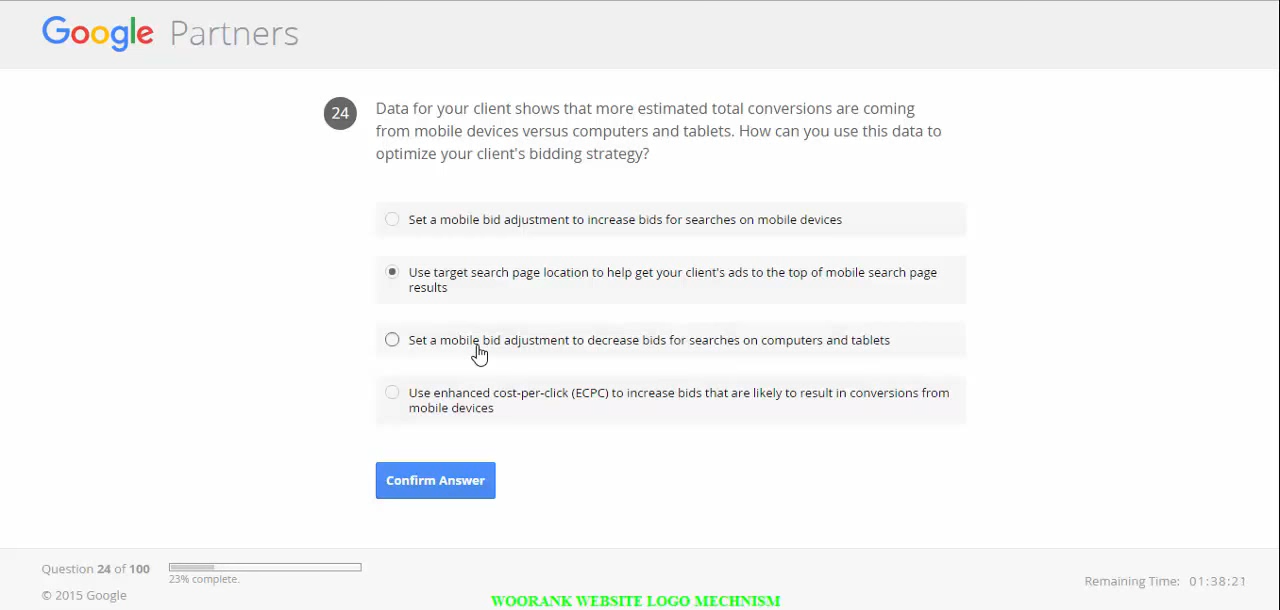 Google Partners
24
Data for your client shows that more estimated total conversions are coming
from mobile devices versus computers and tablets. How can you use this data to
optimize your client's bidding strategy?
Set a mobile bid adjustment to increase bids for searches on mobile devices
Use target search page location to help get your client's ads to the top of mobile search page
results
Set a mobile bid adjustment to decrease bids for searches on computers and tablets
Use enhanced cost-per-click (ECPC) to increase bids that are likely to result in conversions from
mobile devices
Confirm Answer
Question 24 of 100
23% complete.
Remaining Time: 01:38:21
© 2015 Google
WOORANK WEBSITE LOGO MECHNISM